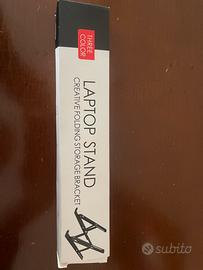 THREE
COLOR
LAPTOP STAND
CREATIVE FOLDING STORAGE BRACKET
subito